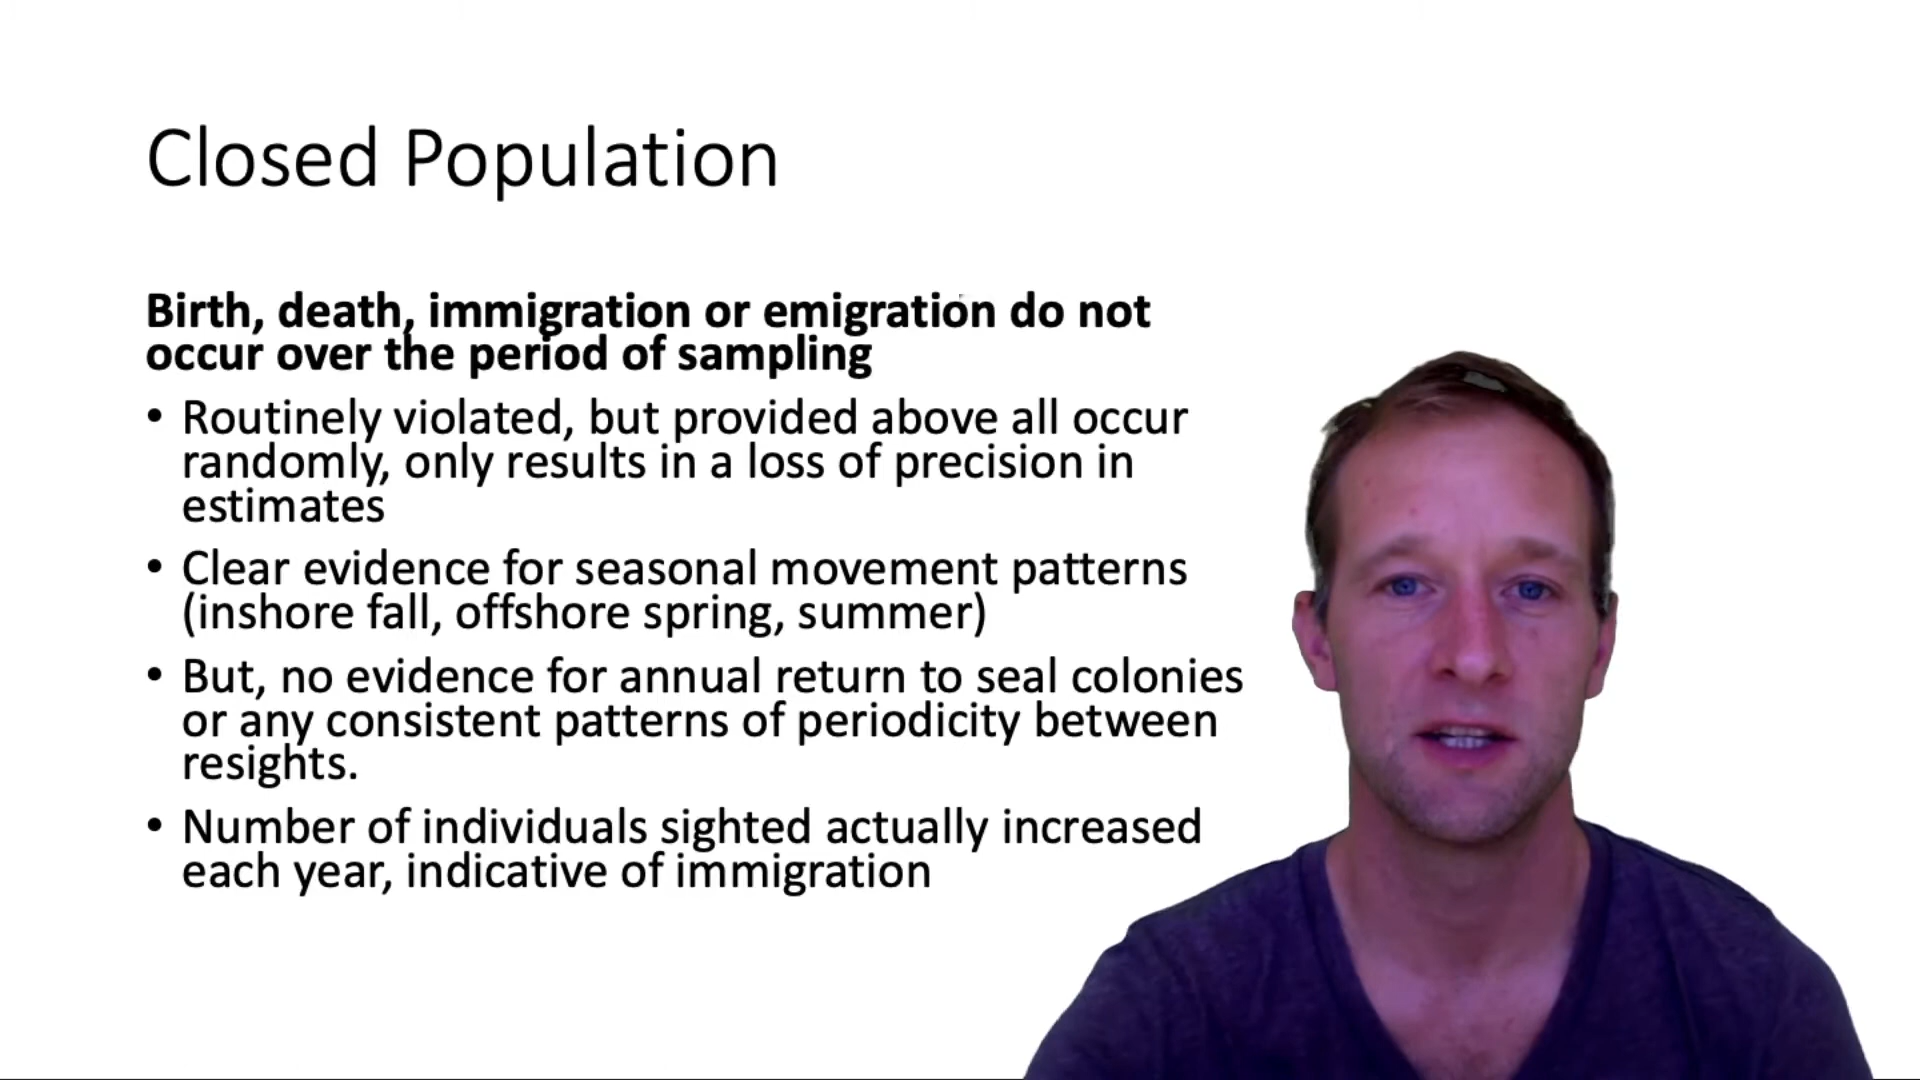 Closed Population
Birth, death, immigration or emigration do not
occur over the period of sampling
• Routinely violated, but provided above all occur
randomly, only results in a loss of precision in
estimates
• Clear evidence for seasonal movement patterns
(inshore fall, offshore spring, summer)
• But, no evidence for annual return to seal colonies
or any consistent patterns of periodicity between
resights.
• Number of individuals sighted actually increased
each year, indicative of immigration